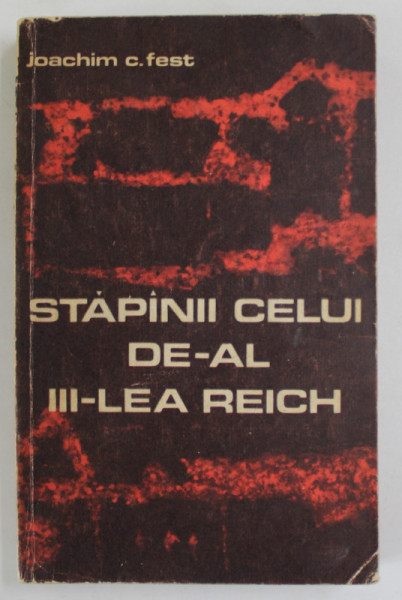 joachim c. fest
STĂPÎNII CELUI
DE-AL
III-LEA REICH